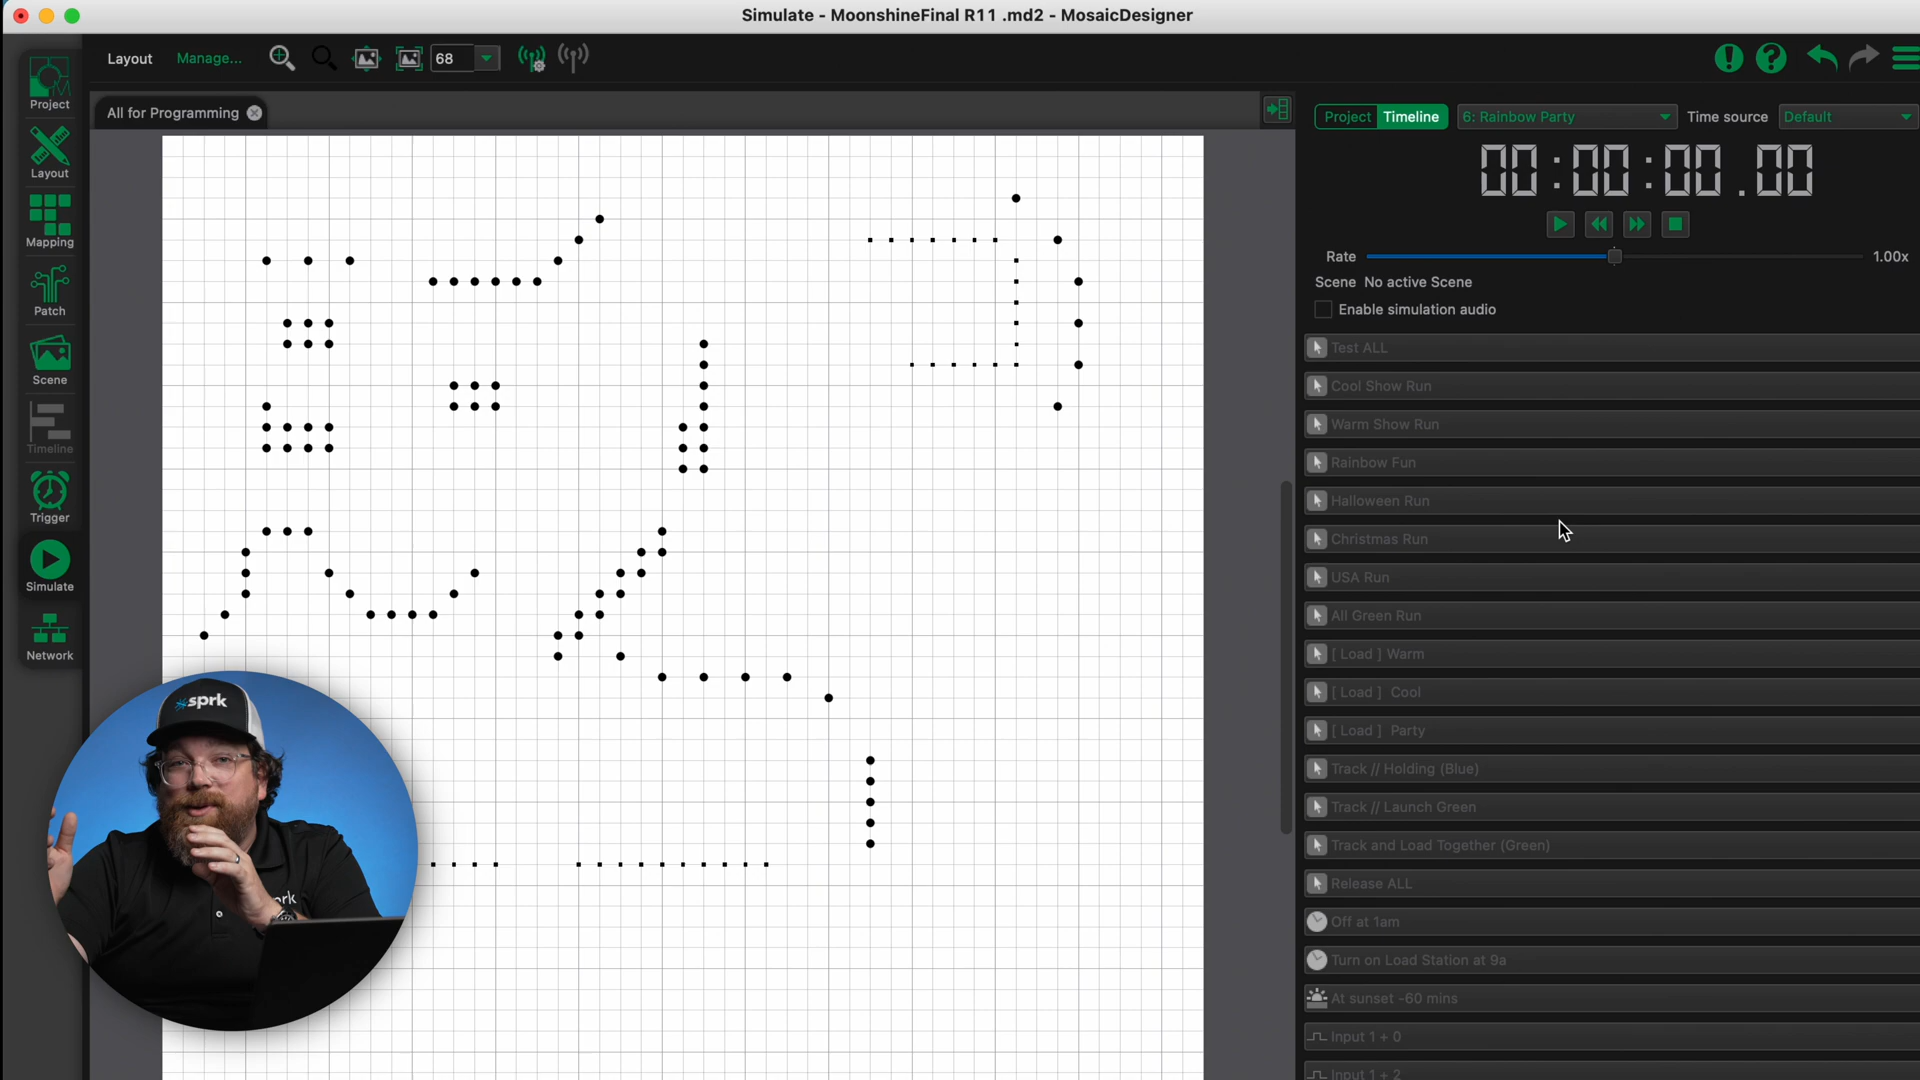 Simulate - MoonshineFinal R11 .md2 - MosaicDesigner
Layout
Manage...
68
Project
Layout
Mapping
Patch
Scene
Timeline
Trigger
Simulate
Network
All for Programming
Project
Timeline
6: Rainbow Party
Time source
Default
00:00:00.00
Rate
1.00x
Scene No active Scene
Enable simulation audio
Test ALL
Cool Show Run
Warm Show Run
Rainbow Fun
Halloween Run
Christmas Run
USA Run
All Green Run
[ Load ] Warm
[ Load ] Cool
[ Load ] Party
Track // Holding (Blue)
Track // Launch Green
Track and Load Together (Green)
Release ALL
Off at 1am
Turn on Load Station at 9a
At sunset -60 mins
Input 1 + 0
Input 1 + 2
sprk